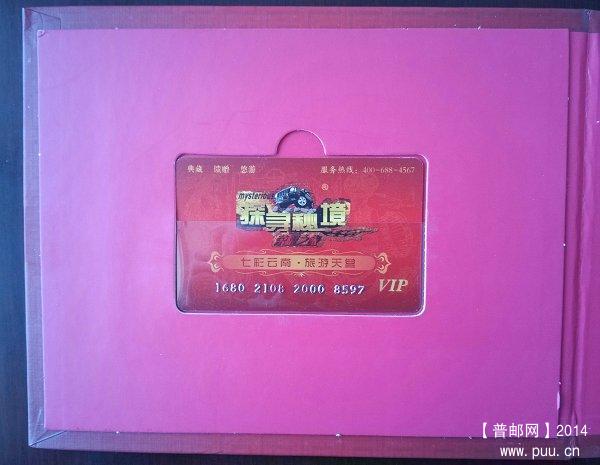 典藏 馈赠 悠游 服务热线：400-688-4567
mysterious
®
探寻秘境
七彩云南·旅游天堂
1680 2108 2000 8597 VIP
【普邮网】2014
www.puu.cn